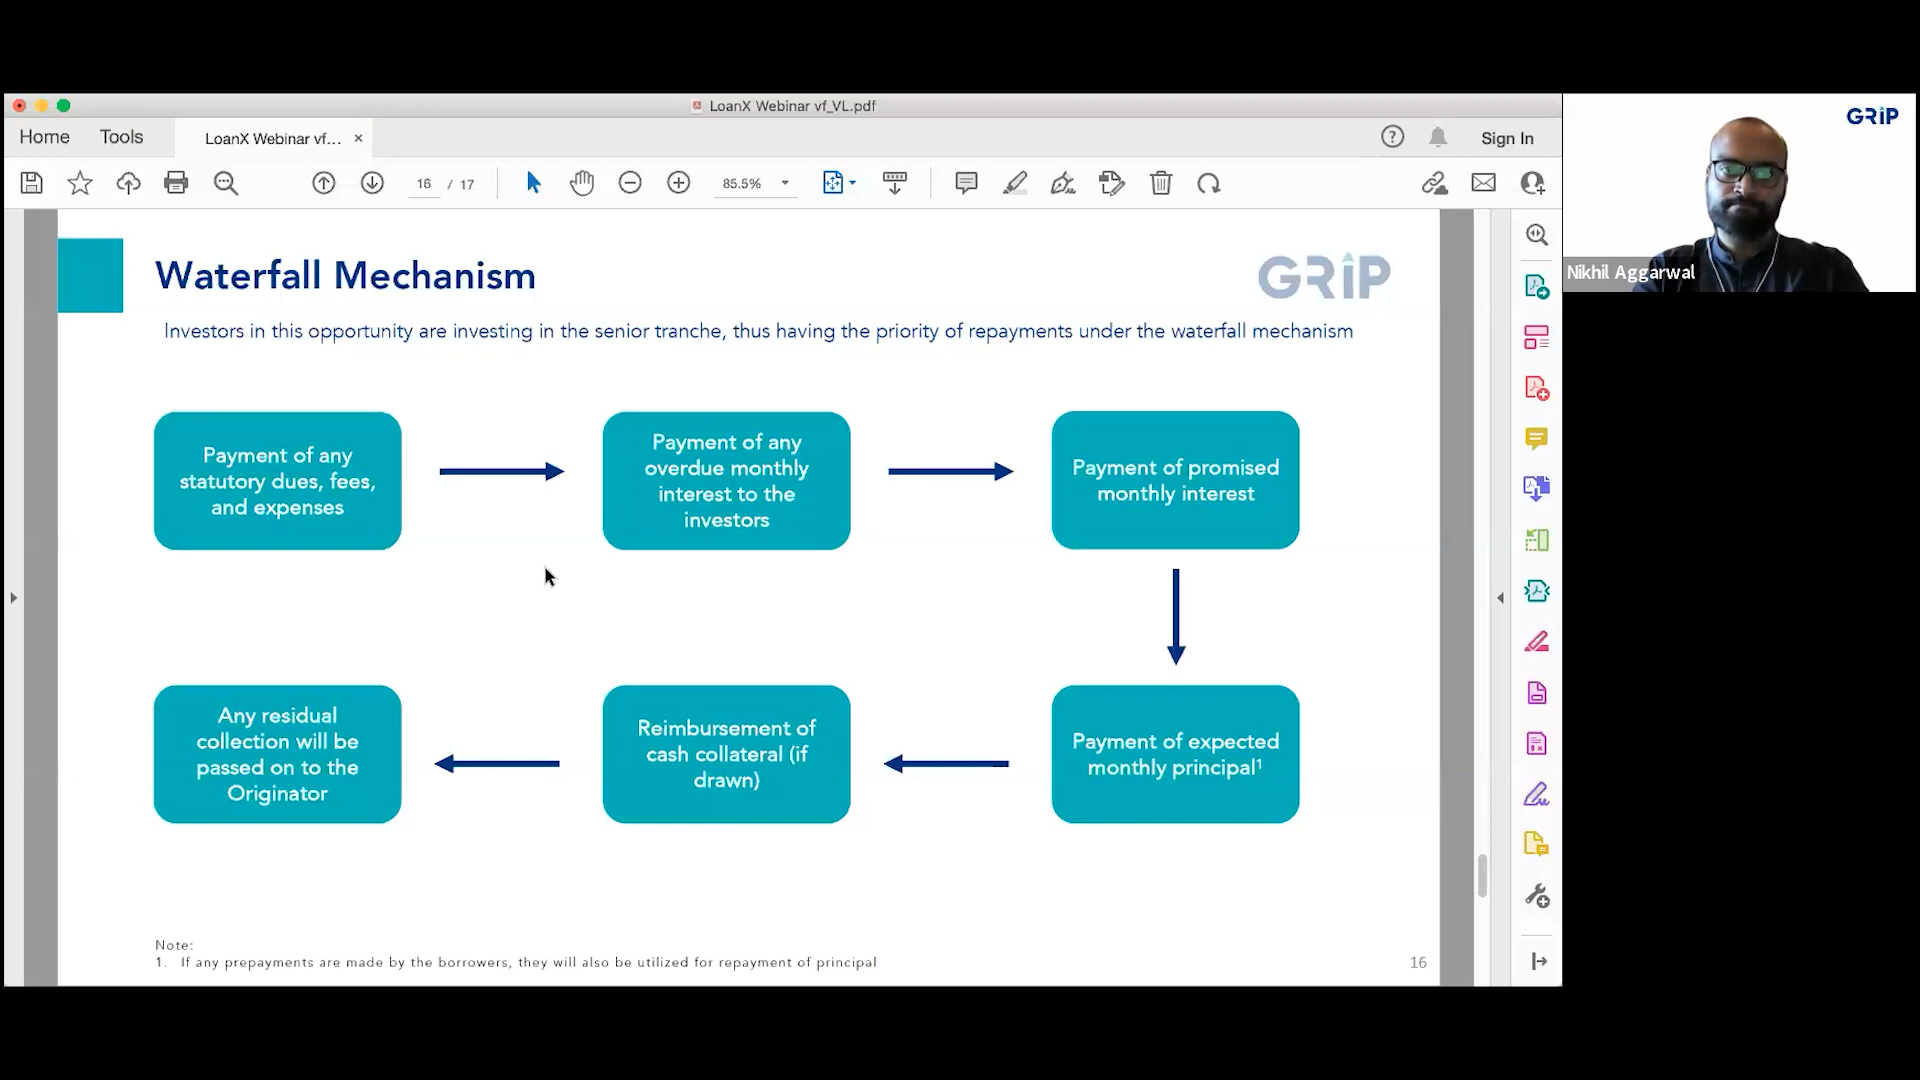 LoanX Webinar vf_VL.pdf
Home
Tools
LoanX Webinar vf...
×
Sign In
16 / 17
85.5%
GRIP
Nikhil Aggarwal
Waterfall Mechanism
GRIP
Investors in this opportunity are investing in the senior tranche, thus having the priority of repayments under the waterfall mechanism
Payment of any
statutory dues, fees,
and expenses
Payment of any
overdue monthly
interest to the
investors
Payment of promised
monthly interest
Payment of expected
monthly principal¹
Reimbursement of
cash collateral (if
drawn)
Any residual
collection will be
passed on to the
Originator
Note:
1. If any prepayments are made by the borrowers, they will also be utilized for repayment of principal
16